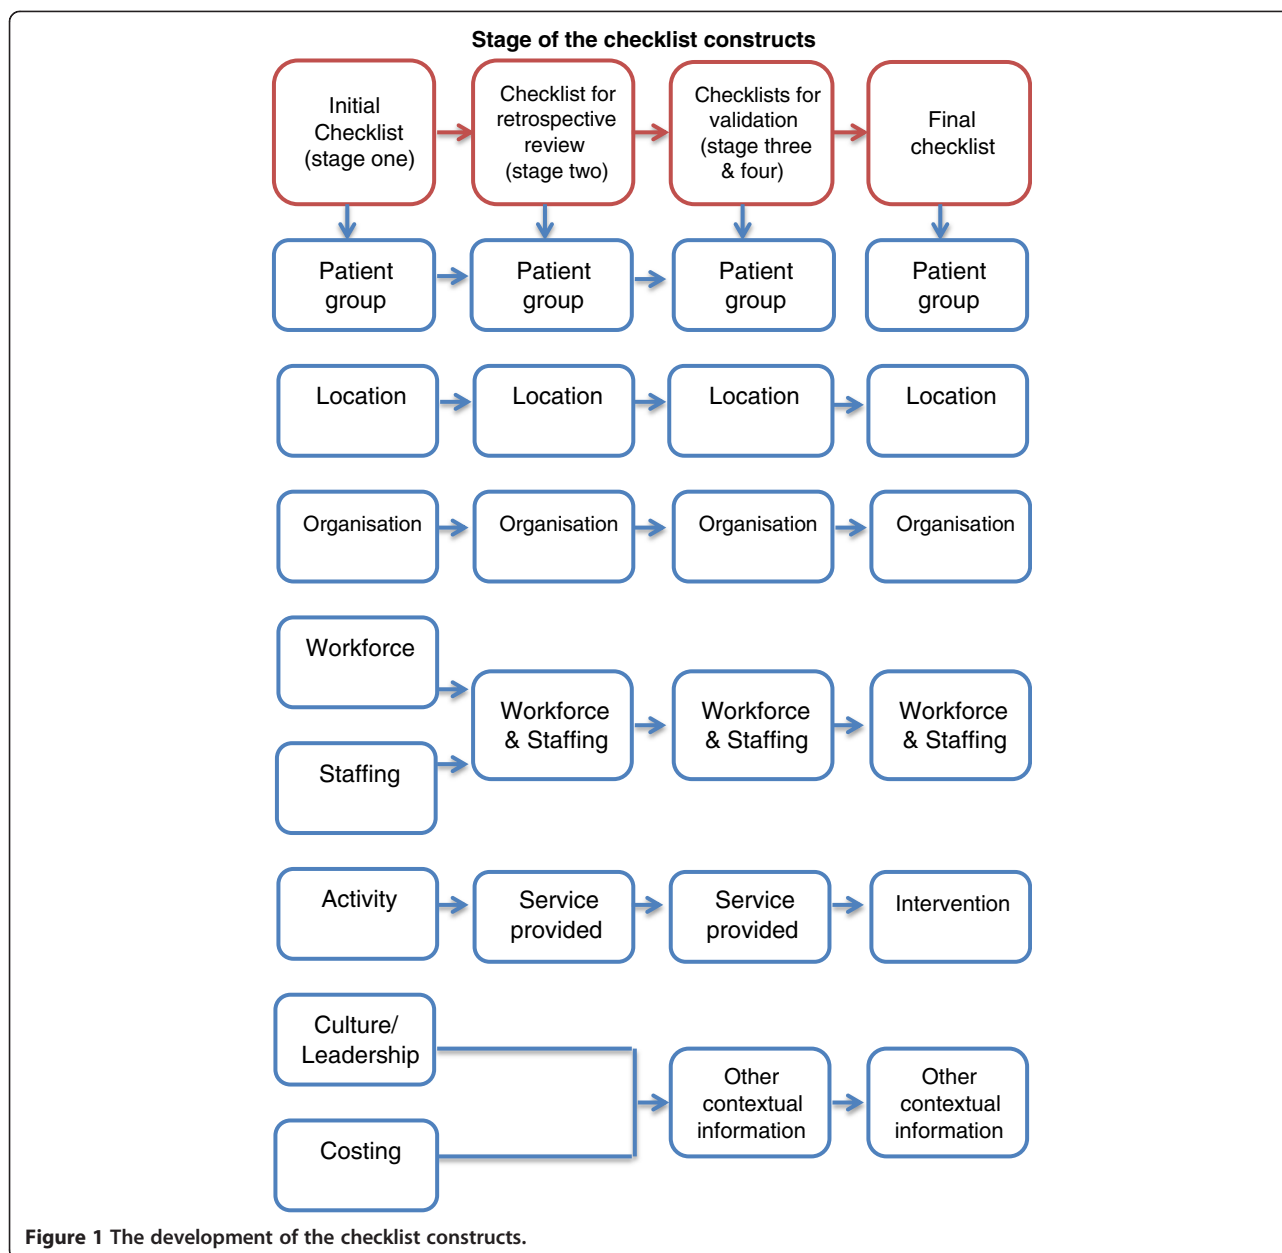 Stage of the checklist constructs
Initial
Checklist
(stage one)
Checklist for
retrospective
review
(stage two)
Checklists for
validation
(stage three
& four)
Final
checklist
Patient
group
Patient
group
Patient
group
Patient
group
Location
Location
Location
Location
Organisation
Organisation
Organisation
Organisation
Workforce
Staffing
Workforce
& Staffing
Workforce
& Staffing
Workforce
& Staffing
Activity
Service
provided
Service
provided
Intervention
Culture/
Leadership
Costing
Other
contextual
information
Other
contextual
information
Figure 1 The development of the checklist constructs.